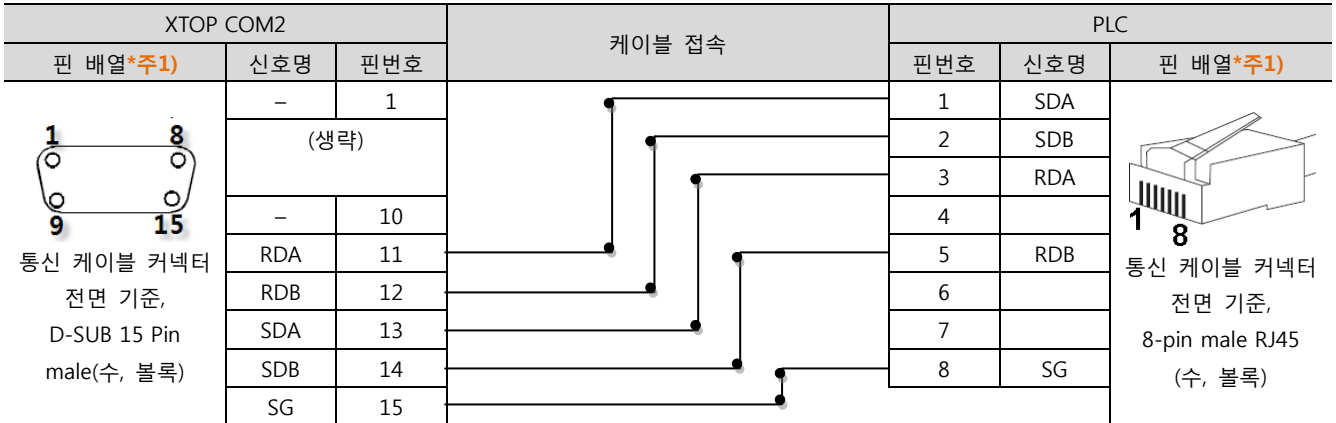 XTOP COM2 케이블 접속 PLC
핀 배열*주1) 신호명 핀번호 핀번호 신호명 핀 배열*주1)
– 1 1 SDA
(생략) 2 SDB
3 RDA
– 10 4
RDA 11 5 RDB
RDB 12 6
SDA 13 7
SDB 14 8 SG
SG 15
1 8
9 15
통신 케이블 커넥터
전면 기준,
D-SUB 15 Pin
male(수, 볼록)
1
8
통신 케이블 커넥터
전면 기준,
8-pin male RJ45
(수, 볼록)